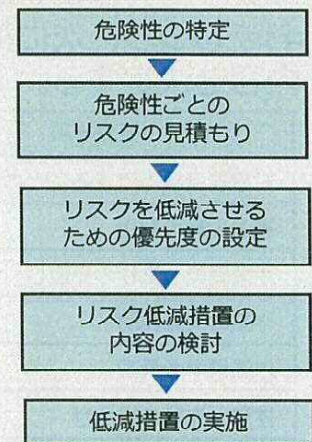 危険性の特定
危険性ごとの
リスクの見積もり
リスクを低減させる
ための優先度の設定
リスク低減措置の
内容の検討
低減措置の実施